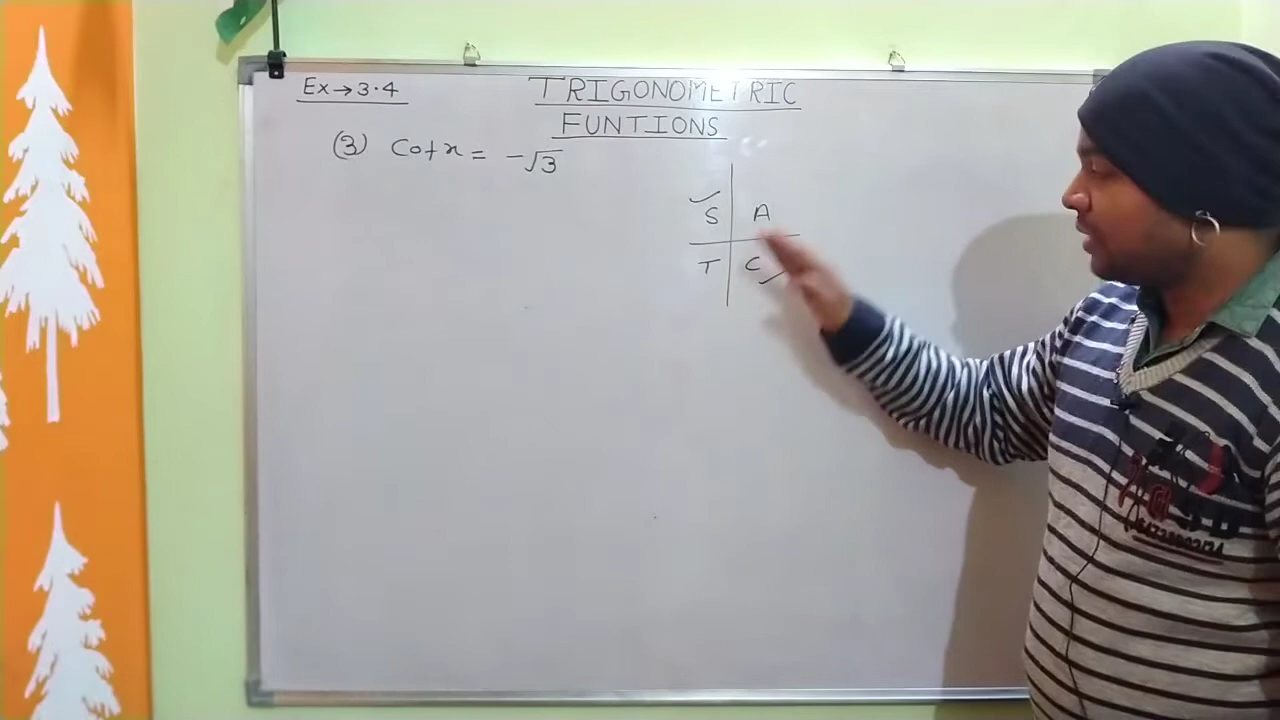 Ex→3.4
TRIGONOMETRIC
FUNTIONS
(3) Cot x = -√3
S A
T C